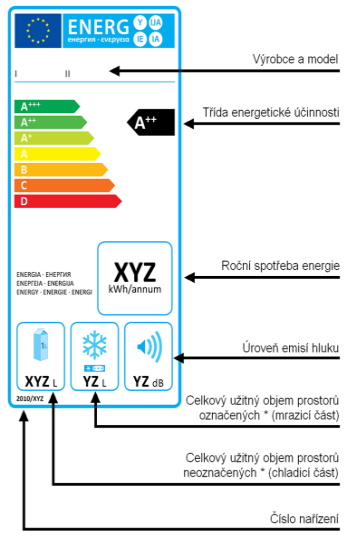 ENERG Y UA
енергия · ενεργεια IE IA
Výrobce a model
I II
A+++
A++
A+
A
B
C
D
A++
Třída energetické účinnosti
XYZ
kWh/annum
Roční spotřeba energie
ENERGIA · ЕНЕРГИЯ
ΕΝΕΡΓΕΙΑ · ENERGIJA
ENERGY · ENERGIE · ENERGI
Úroveň emisí hluku
XYZ L
YZ L
YZ dB
2010/XYZ
Celkový užitný objem prostorů
označených * (mrazicí část)
Celkový užitný objem prostorů
neoznačených * (chladicí část)
Číslo nařízení